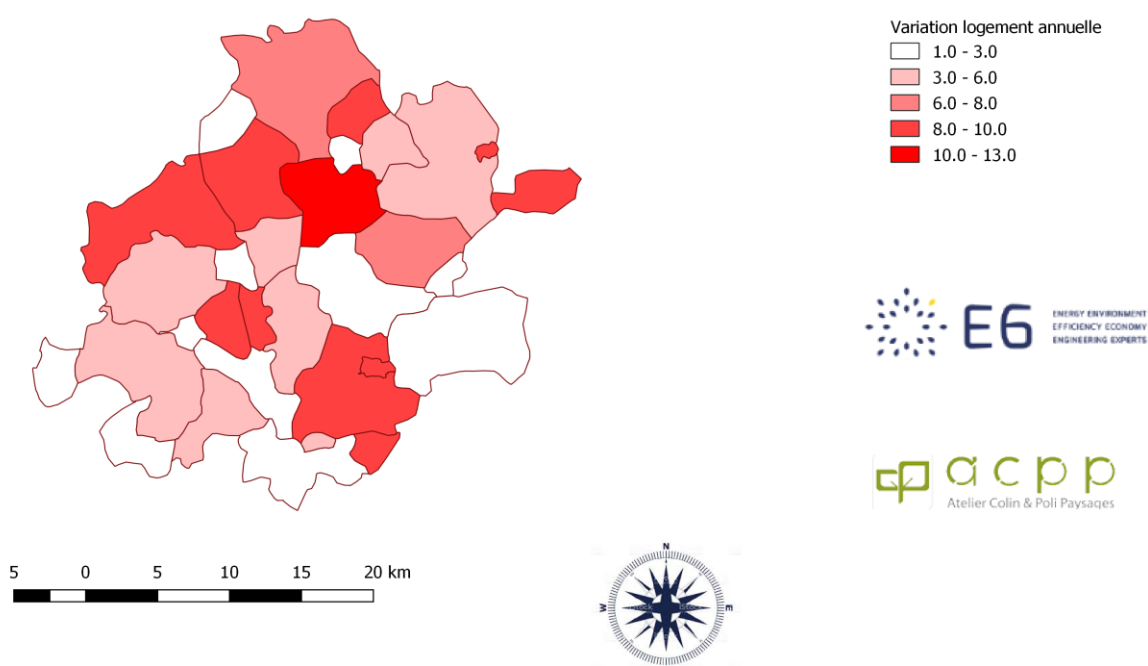 Variation logement annuelle
1.0 - 3.0
3.0 - 6.0
6.0 - 8.0
8.0 - 10.0
10.0 - 13.0
E6
ENERGY ENVIRONMENT
EFFICIENCY ECONOMY
ENGINEERING EXPERTS
acpp
Atelier Colin & Poli Paysages
5 0 5 10 15 20 km
N
W E